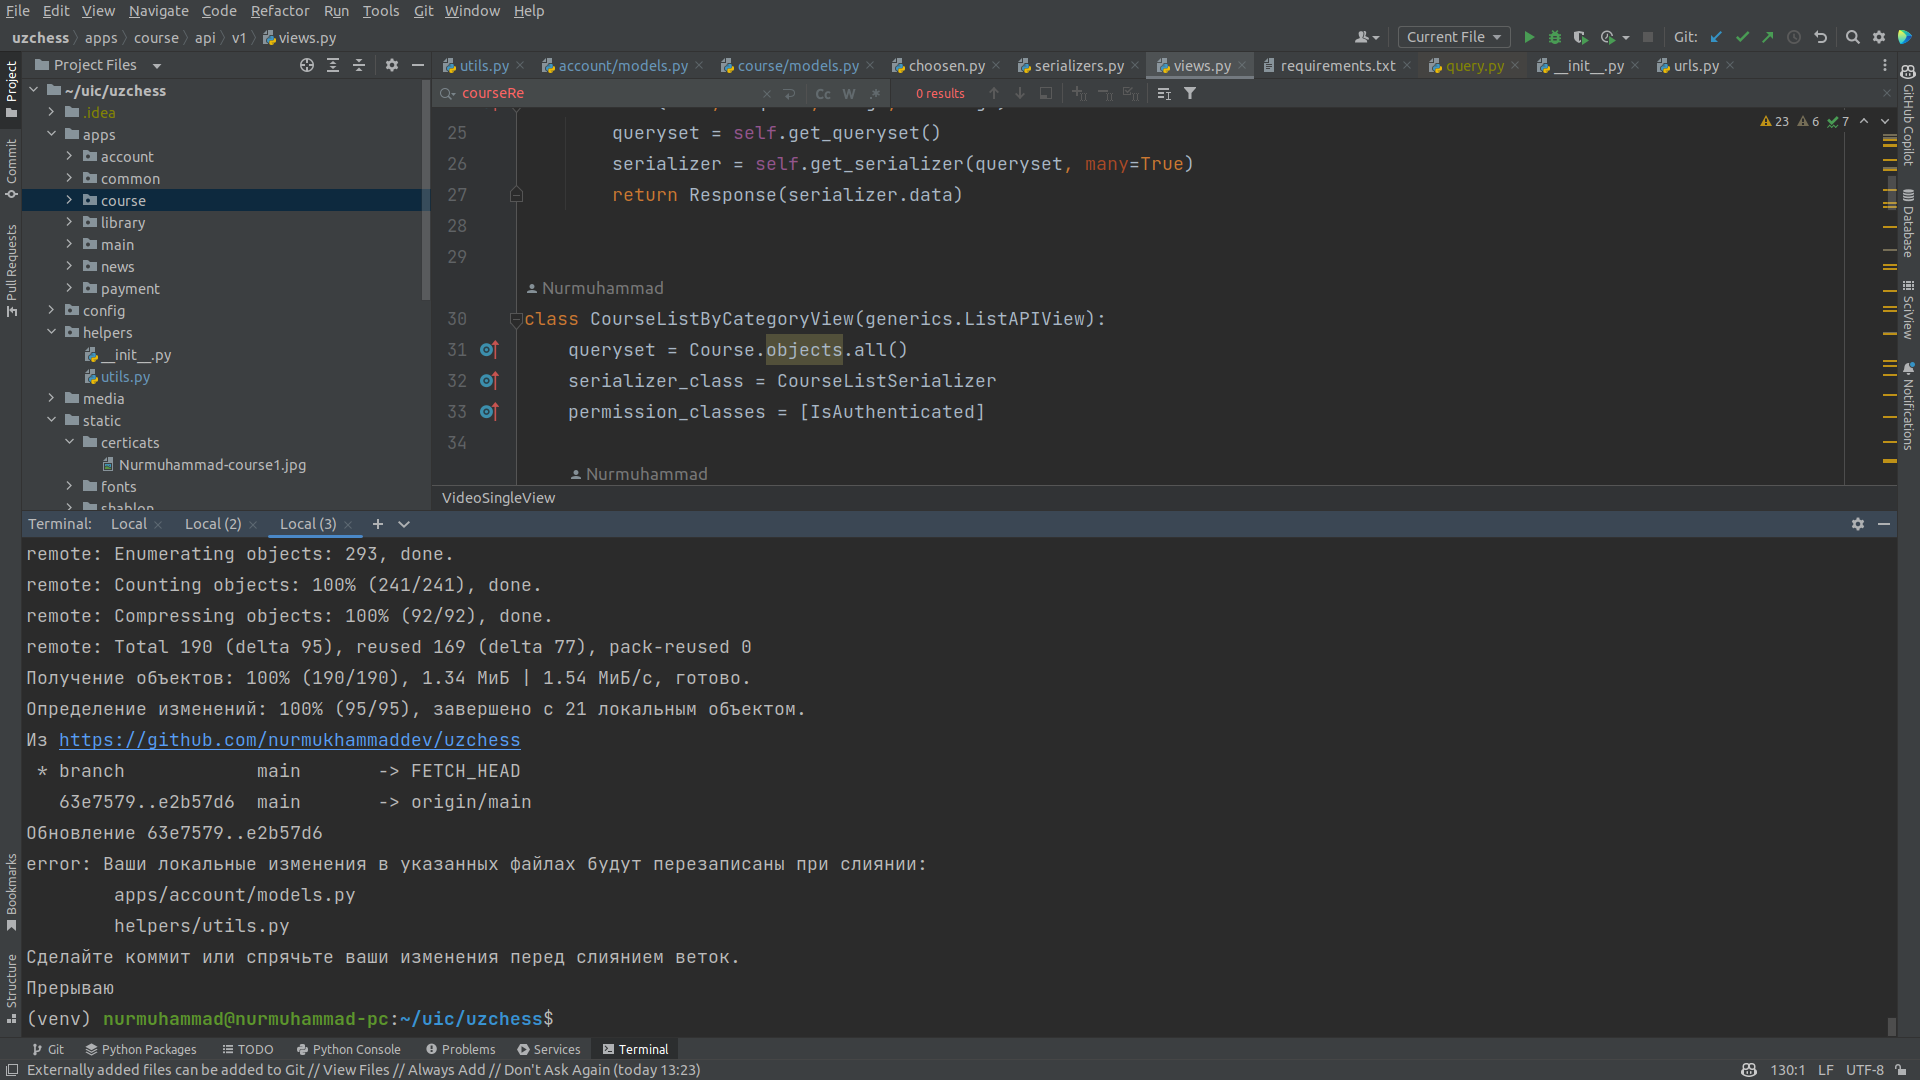 File Edit View Navigate Code Refactor Run Tools Git Window Help
uzchess apps course api v1 views.py
Current File Git:
Project Files
utils.py account/models.py course/models.py choosen.py serializers.py views.py requirements.txt query.py __init__.py urls.py
courseRe Cc W .* 0 results
23 6 7
~/uic/uzchess
.idea
apps
account
common
course
library
main
news
payment
config
helpers
__init__.py
utils.py
media
static
certicats
Nurmuhammad-course1.jpg
fonts
shablon
25 queryset = self.get_queryset()
26 serializer = self.get_serializer(queryset, many=True)
27 return Response(serializer.data)
28
29
Nurmuhammad
30 class CourseListByCategoryView(generics.ListAPIView):
31 queryset = Course.objects.all()
32 serializer_class = CourseListSerializer
33 permission_classes = [IsAuthenticated]
34
Nurmuhammad
VideoSingleView
Project
Commit
Pull Requests
Bookmarks
Structure
GitHub Copilot
Database
SciView
Notifications
Terminal: Local Local (2) Local (3)
remote: Enumerating objects: 293, done.
remote: Counting objects: 100% (241/241), done.
remote: Compressing objects: 100% (92/92), done.
remote: Total 190 (delta 95), reused 169 (delta 77), pack-reused 0
Получение объектов: 100% (190/190), 1.34 МиБ | 1.54 МиБ/с, готово.
Определение изменений: 100% (95/95), завершено с 21 локальным объектом.
Из https://github.com/nurmukhammaddev/uzchess
* branch main -> FETCH_HEAD
63e7579..e2b57d6 main -> origin/main
Обновление 63e7579..e2b57d6
error: Ваши локальные изменения в указанных файлах будут перезаписаны при слиянии:
apps/account/models.py
helpers/utils.py
Сделайте коммит или спрячьте ваши изменения перед слиянием веток.
Прерываю
(venv) nurmuhammad@nurmuhammad-pc:~/uic/uzchess$
Git Python Packages TODO Python Console Problems Services Terminal
Externally added files can be added to Git // View Files // Always Add // Don't Ask Again (today 13:23)
130:1 LF UTF-8